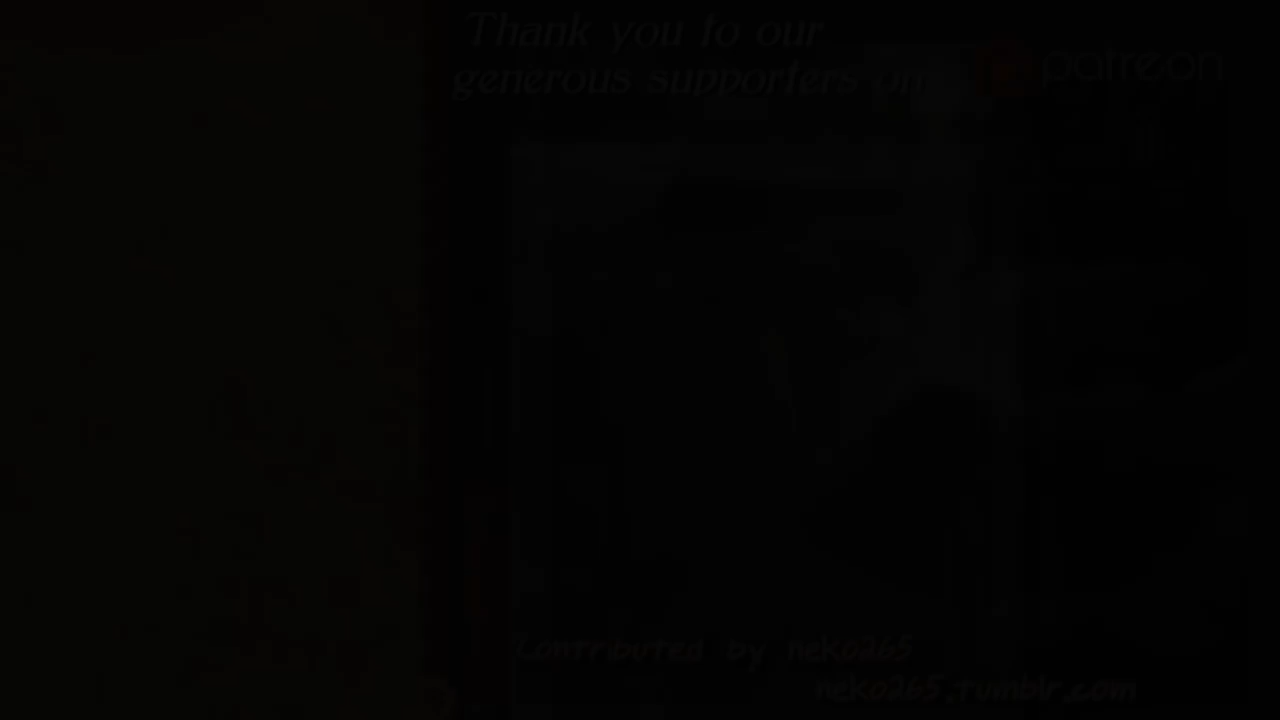 Thank you to our
generous supporters on patreon
Contributed by neko265
neko265.tumblr.com